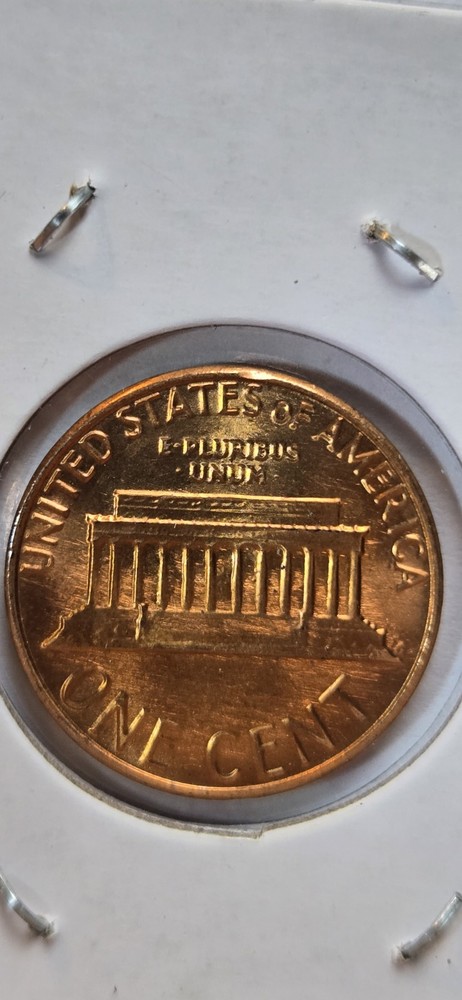 UNITED STATES OF AMERICA
E·PLURIBUS
·UNUM·
ONE CENT